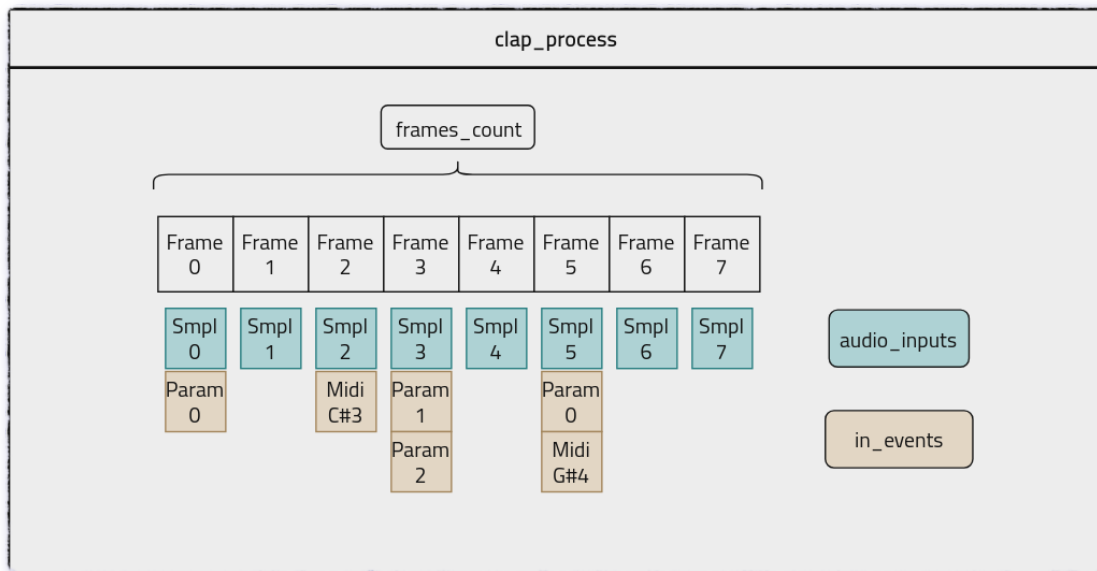 clap_process
frames_count
Frame Frame Frame Frame Frame Frame Frame Frame
0 1 2 3 4 5 6 7
Smpl Smpl Smpl Smpl Smpl Smpl Smpl Smpl
0 1 2 3 4 5 6 7
audio_inputs
Param Midi Param Param
0 C#3 1 0
in_events
Param Midi
2 G#4